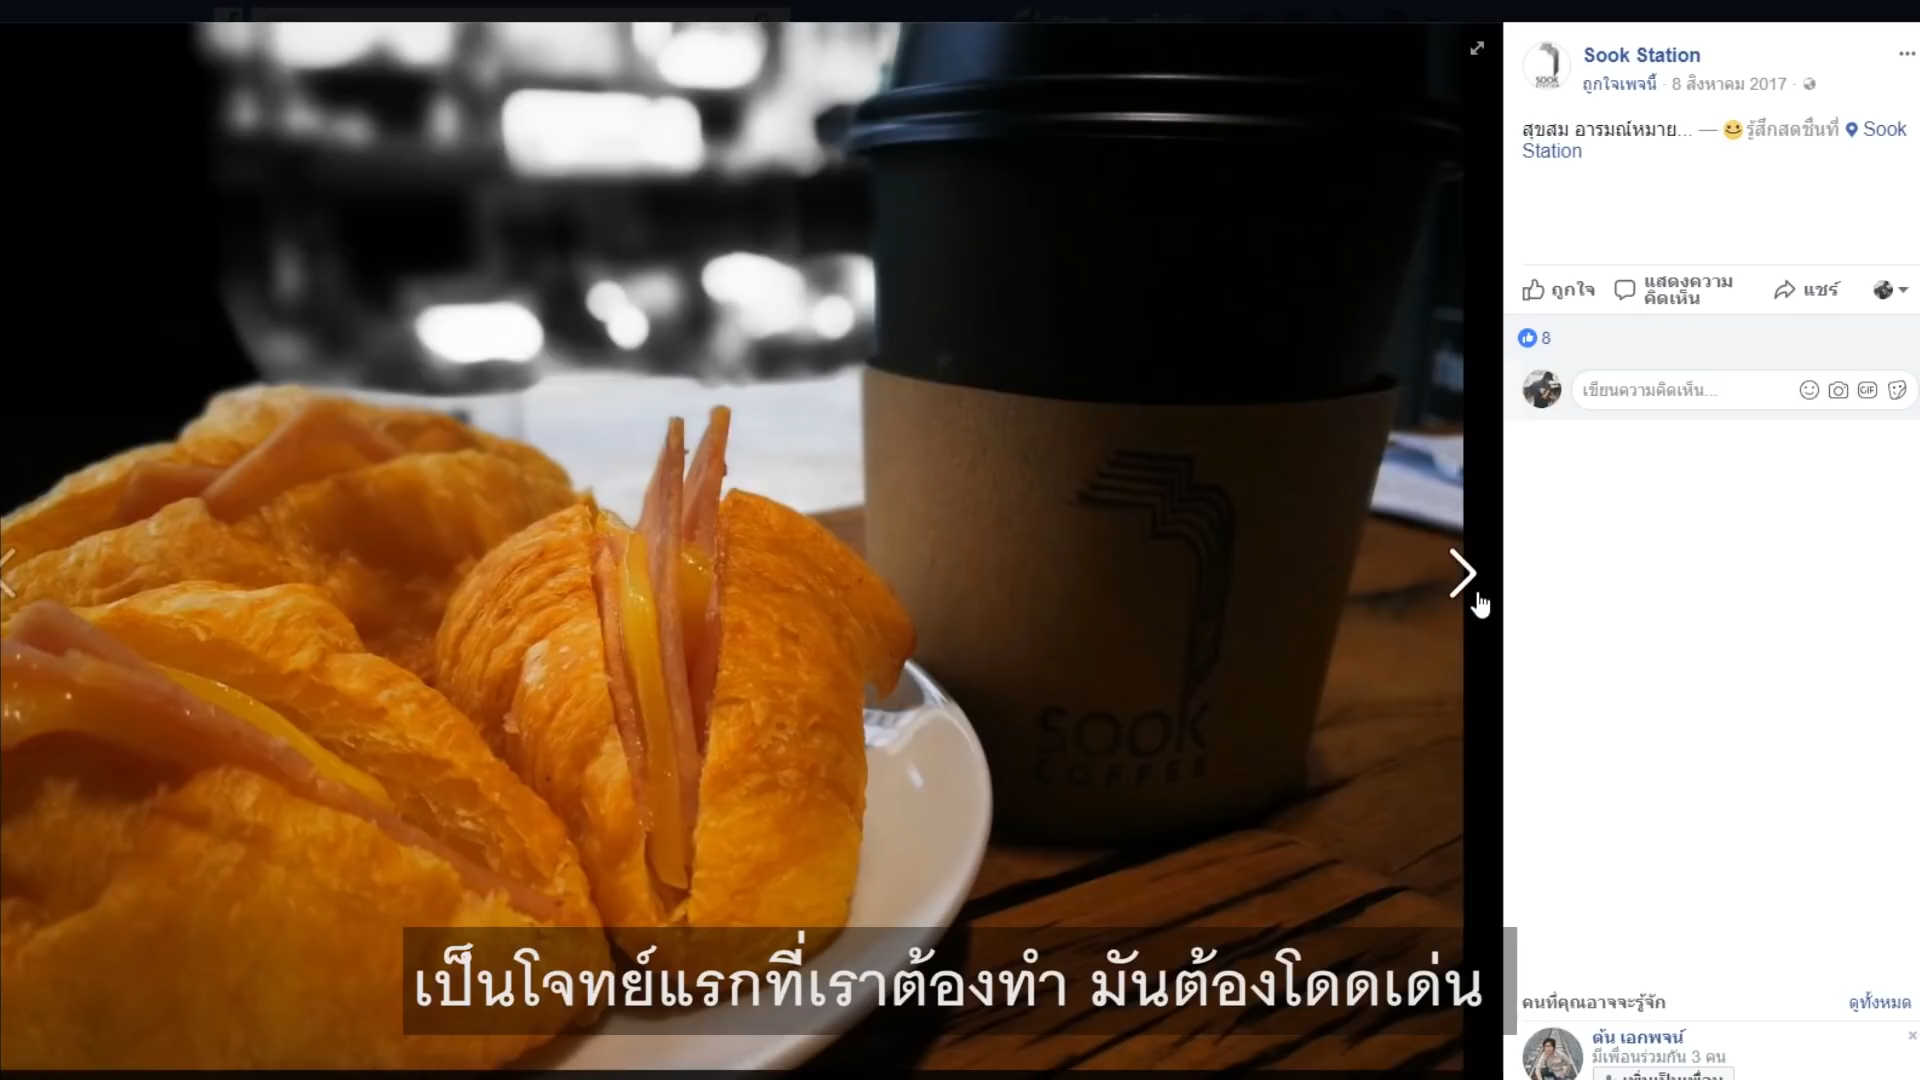 SOOK
COFFEE
เป็นโจทย์แรกที่เราต้องทำ มันต้องโดดเด่น
SOOK
Sook Station
ถูกใจเพจนี้ · 8 สิงหาคม 2017 ·
สุขสม อารมณ์หมาย... — รู้สึกสดชื่นที่ Sook
Station
ถูกใจ
แสดงความ
คิดเห็น
แชร์
8
เขียนความคิดเห็น...
GIF
คนที่คุณอาจจะรู้จัก
ดูทั้งหมด
ต้น เอกพจน์
มีเพื่อนร่วมกัน 3 คน